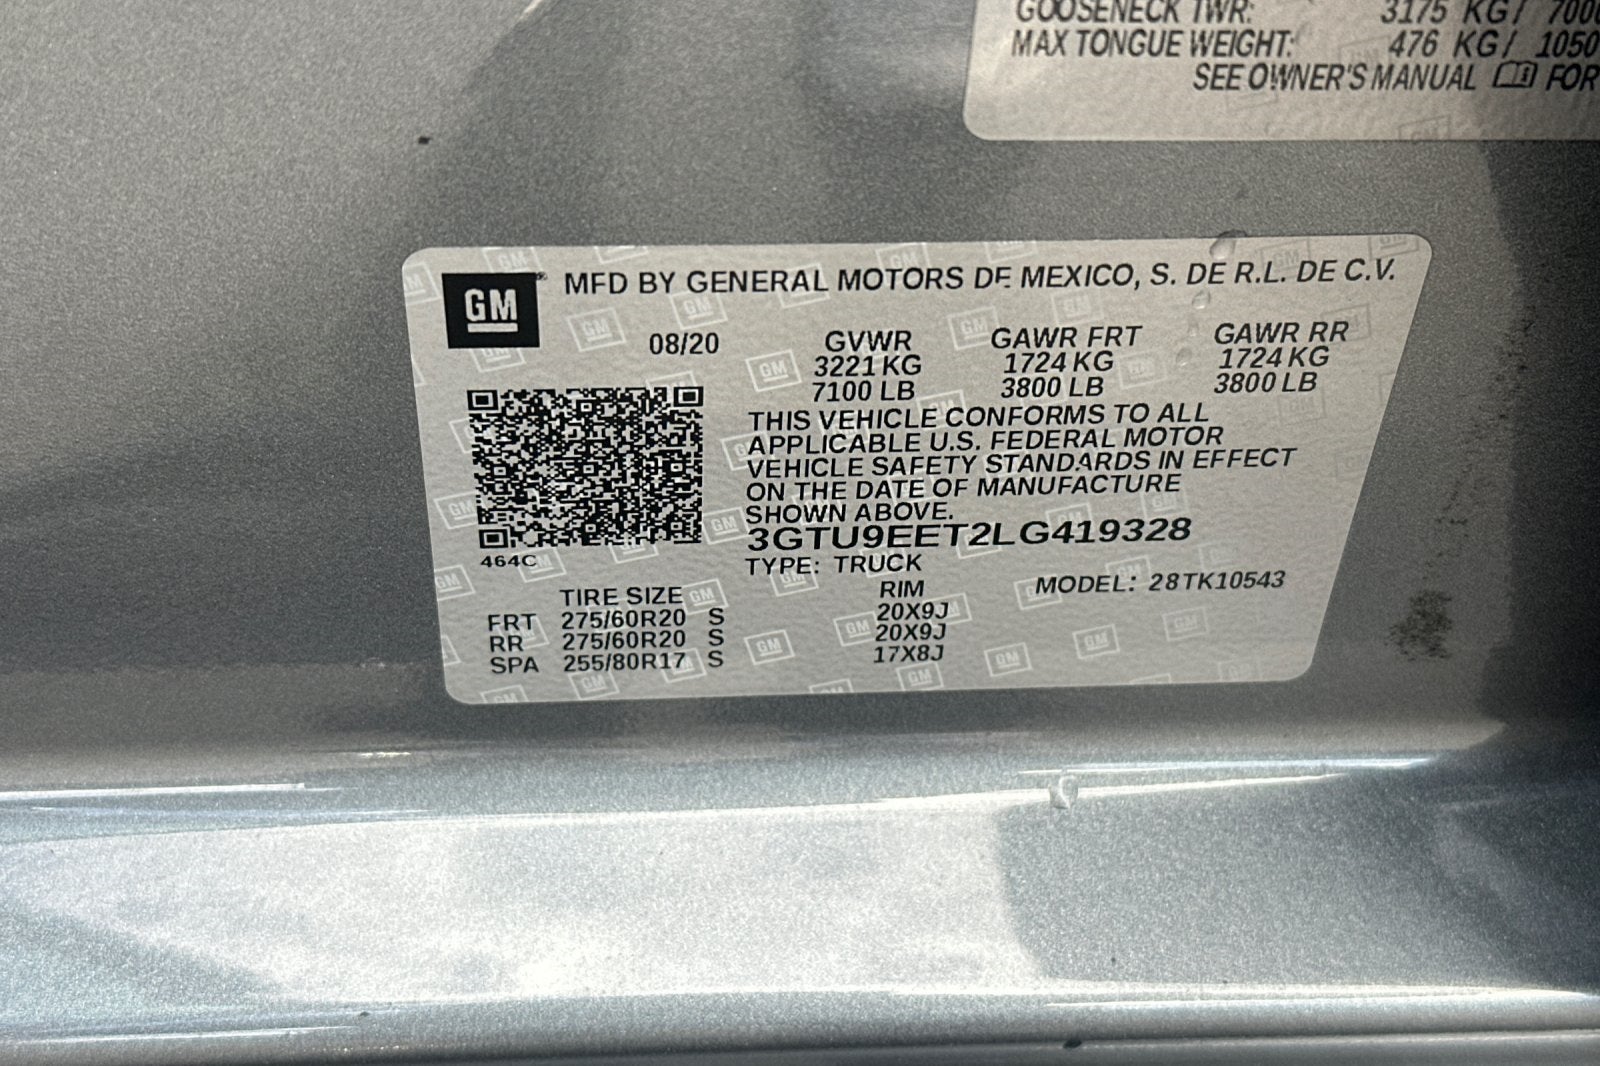 GOOSENECK TWR: 3175 KG/ 7000
MAX TONGUE WEIGHT: 476 KG/ 1050
SEE OWNER'S MANUAL FOR
GM MFD BY GENERAL MOTORS DE MEXICO, S. DE R.L. DE C.V.
08/20 GVWR GAWR FRT GAWR RR
3221 KG 1724 KG 1724 KG
7100 LB 3800 LB 3800 LB
THIS VEHICLE CONFORMS TO ALL
APPLICABLE U.S. FEDERAL MOTOR
VEHICLE SAFETY STANDARDS IN EFFECT
ON THE DATE OF MANUFACTURE
SHOWN ABOVE.
3GTU9EET2LG419328
464C
TYPE: TRUCK
MODEL: 28TK10543
TIRE SIZE RIM
FRT 275/60R20 S 20X9J
RR 275/60R20 S 20X9J
SPA 255/80R17 S 17X8J